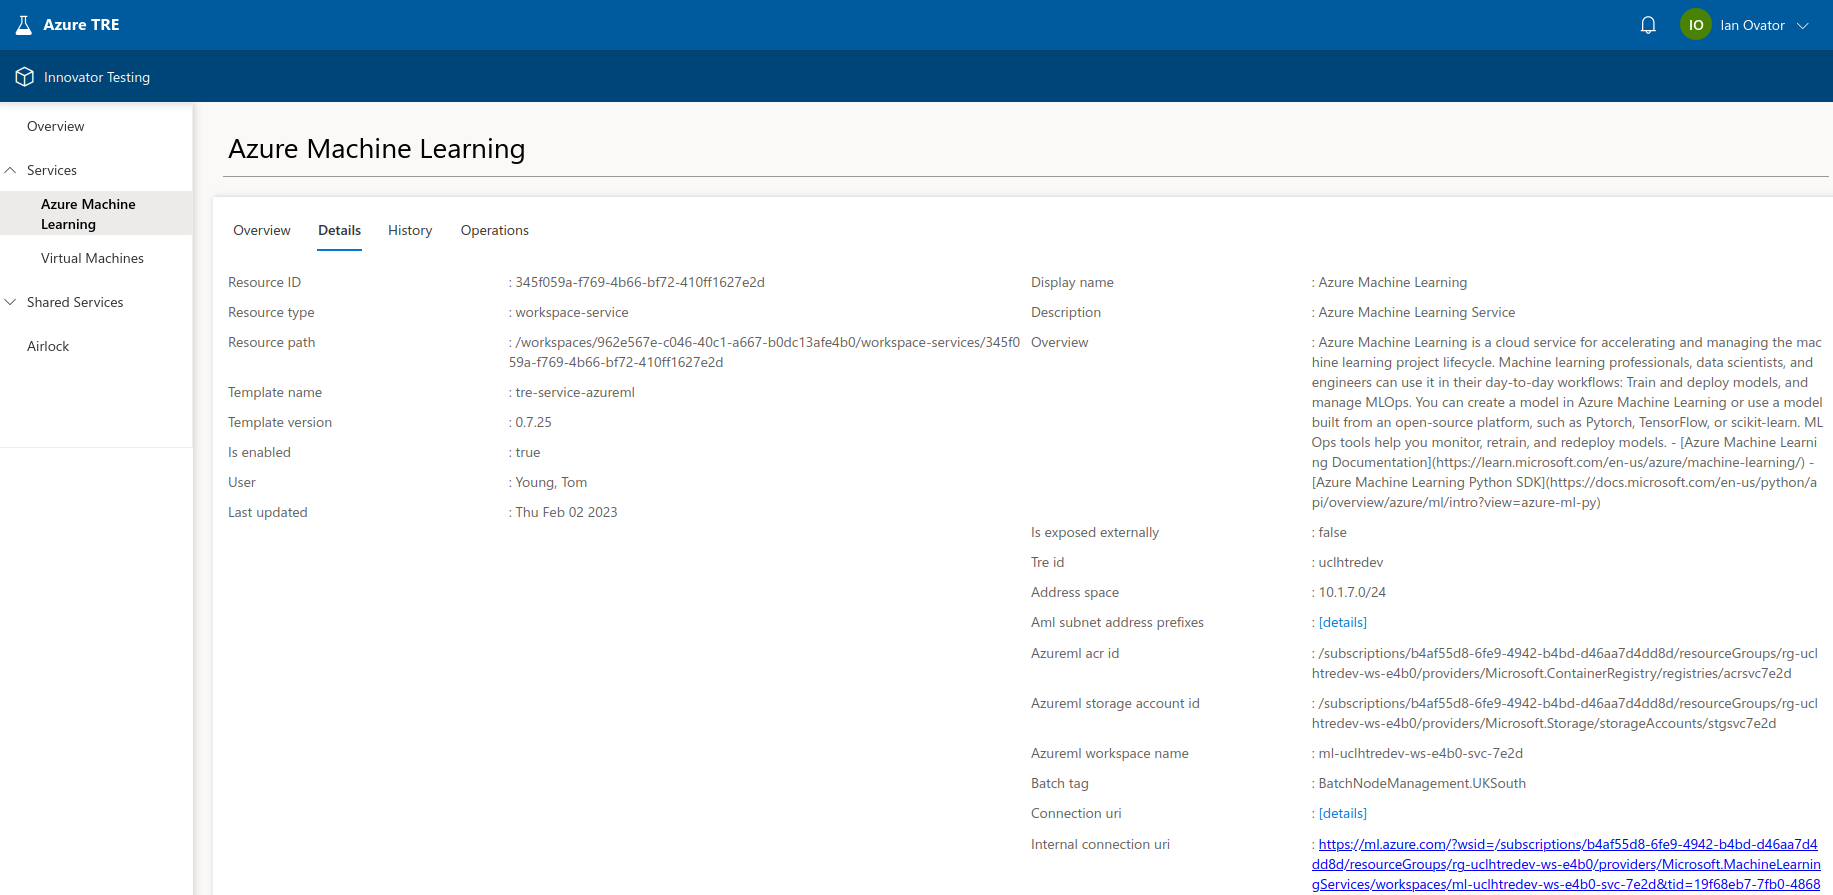 Azure TRE
IO Ian Ovator
Innovator Testing
Overview
Services
Azure Machine
Learning
Virtual Machines
Shared Services
Airlock
Azure Machine Learning
Overview Details History Operations
Resource ID : 345f059a-f769-4b66-bf72-410ff1627e2d
Resource type : workspace-service
Resource path : /workspaces/962e567e-c046-40c1-a667-b0dc13afe4b0/workspace-services/345f0
59a-f769-4b66-bf72-410ff1627e2d
Template name : tre-service-azureml
Template version : 0.7.25
Is enabled : true
User : Young, Tom
Last updated : Thu Feb 02 2023
Display name : Azure Machine Learning
Description : Azure Machine Learning Service
Overview : Azure Machine Learning is a cloud service for accelerating and managing the mac
hine learning project lifecycle. Machine learning professionals, data scientists, and
engineers can use it in their day-to-day workflows: Train and deploy models, and
manage MLOps. You can create a model in Azure Machine Learning or use a model
built from an open-source platform, such as Pytorch, TensorFlow, or scikit-learn. ML
Ops tools help you monitor, retrain, and redeploy models. - [Azure Machine Learni
ng Documentation](https://learn.microsoft.com/en-us/azure/machine-learning/) -
[Azure Machine Learning Python SDK](https://docs.microsoft.com/en-us/python/a
pi/overview/azure/ml/intro?view=azure-ml-py)
Is exposed externally : false
Tre id : uclhtredev
Address space : 10.1.7.0/24
Aml subnet address prefixes : [details]
Azureml acr id : /subscriptions/b4af55d8-6fe9-4942-b4bd-d46aa7d4dd8d/resourceGroups/rg-ucl
htredev-ws-e4b0/providers/Microsoft.ContainerRegistry/registries/acrsvc7e2d
Azureml storage account id : /subscriptions/b4af55d8-6fe9-4942-b4bd-d46aa7d4dd8d/resourceGroups/rg-ucl
htredev-ws-e4b0/providers/Microsoft.Storage/storageAccounts/stgsvc7e2d
Azureml workspace name : ml-uclhtredev-ws-e4b0-svc-7e2d
Batch tag : BatchNodeManagement.UKSouth
Connection uri : [details]
Internal connection uri : https://ml.azure.com/?wsid=/subscriptions/b4af55d8-6fe9-4942-b4bd-d46aa7d4
dd8d/resourceGroups/rg-uclhtredev-ws-e4b0/providers/Microsoft.MachineLearnin
gServices/workspaces/ml-uclhtredev-ws-e4b0-svc-7e2d&tid=19f68eb7-7fb0-4868